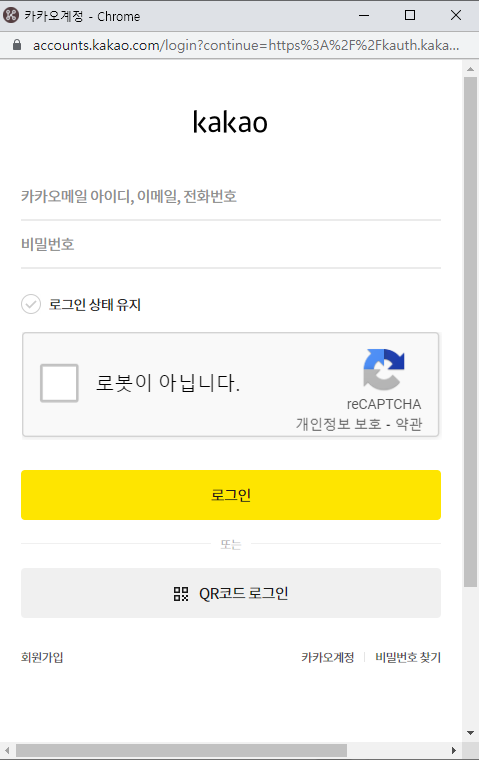 카카오계정 - Chrome
accounts.kakao.com/login?continue=https%3A%2F%2Fkauth.kaka...
kakao
카카오메일 아이디, 이메일, 전화번호
비밀번호
로그인 상태 유지
로봇이 아닙니다.
reCAPTCHA
개인정보 보호 - 약관
로그인
또는
QR코드 로그인
회원가입
카카오계정
비밀번호 찾기